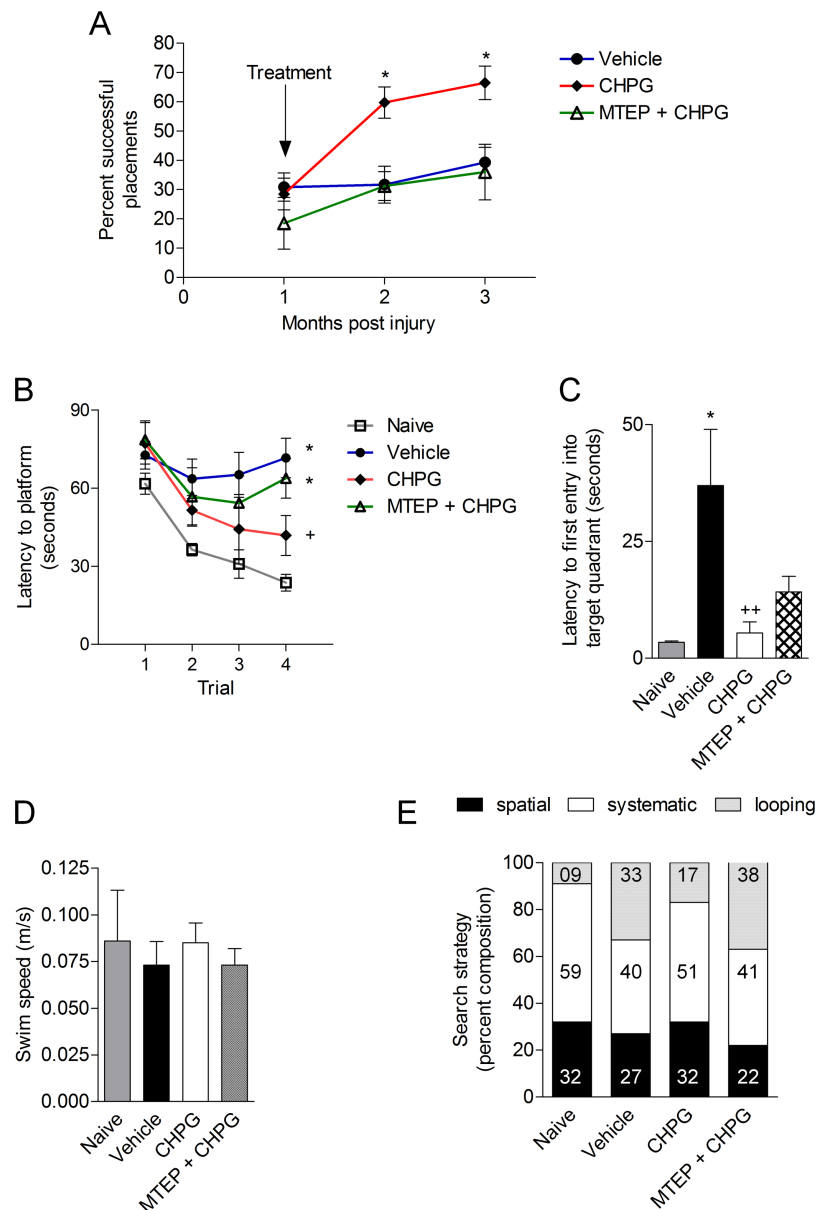 A
80
70
60
50
40
30
20
10
0
Percent successful
placements
Treatment
*
*
0
1
2
3
Months post injury
Vehicle
CHPG
MTEP + CHPG
B
90
60
30
0
Latency to platform
(seconds)
*
*
+
1
2
3
4
Trial
Naive
Vehicle
CHPG
MTEP + CHPG
C
50
25
0
Latency to first entry into
target quadrant (seconds)
*
++
Naive
Vehicle
CHPG
MTEP + CHPG
D
0.125
0.100
0.075
0.050
0.025
0.000
Swim speed (m/s)
Naive
Vehicle
CHPG
MTEP + CHPG
E
spatial
systematic
looping
100
80
60
40
20
0
Search strategy
(percent composition)
09
33
17
38
59
40
51
41
32
27
32
22
Naive
Vehicle
CHPG
MTEP + CHPG